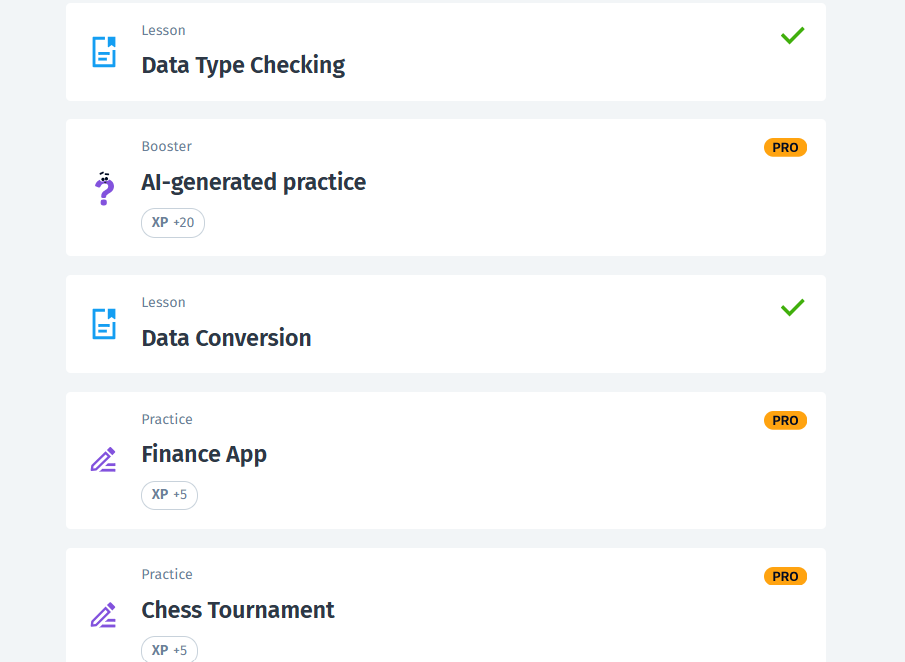 Lesson
Data Type Checking
Booster
PRO
AI-generated practice
XP +20
Lesson
Data Conversion
Practice
PRO
Finance App
XP +5
Practice
PRO
Chess Tournament
XP +5